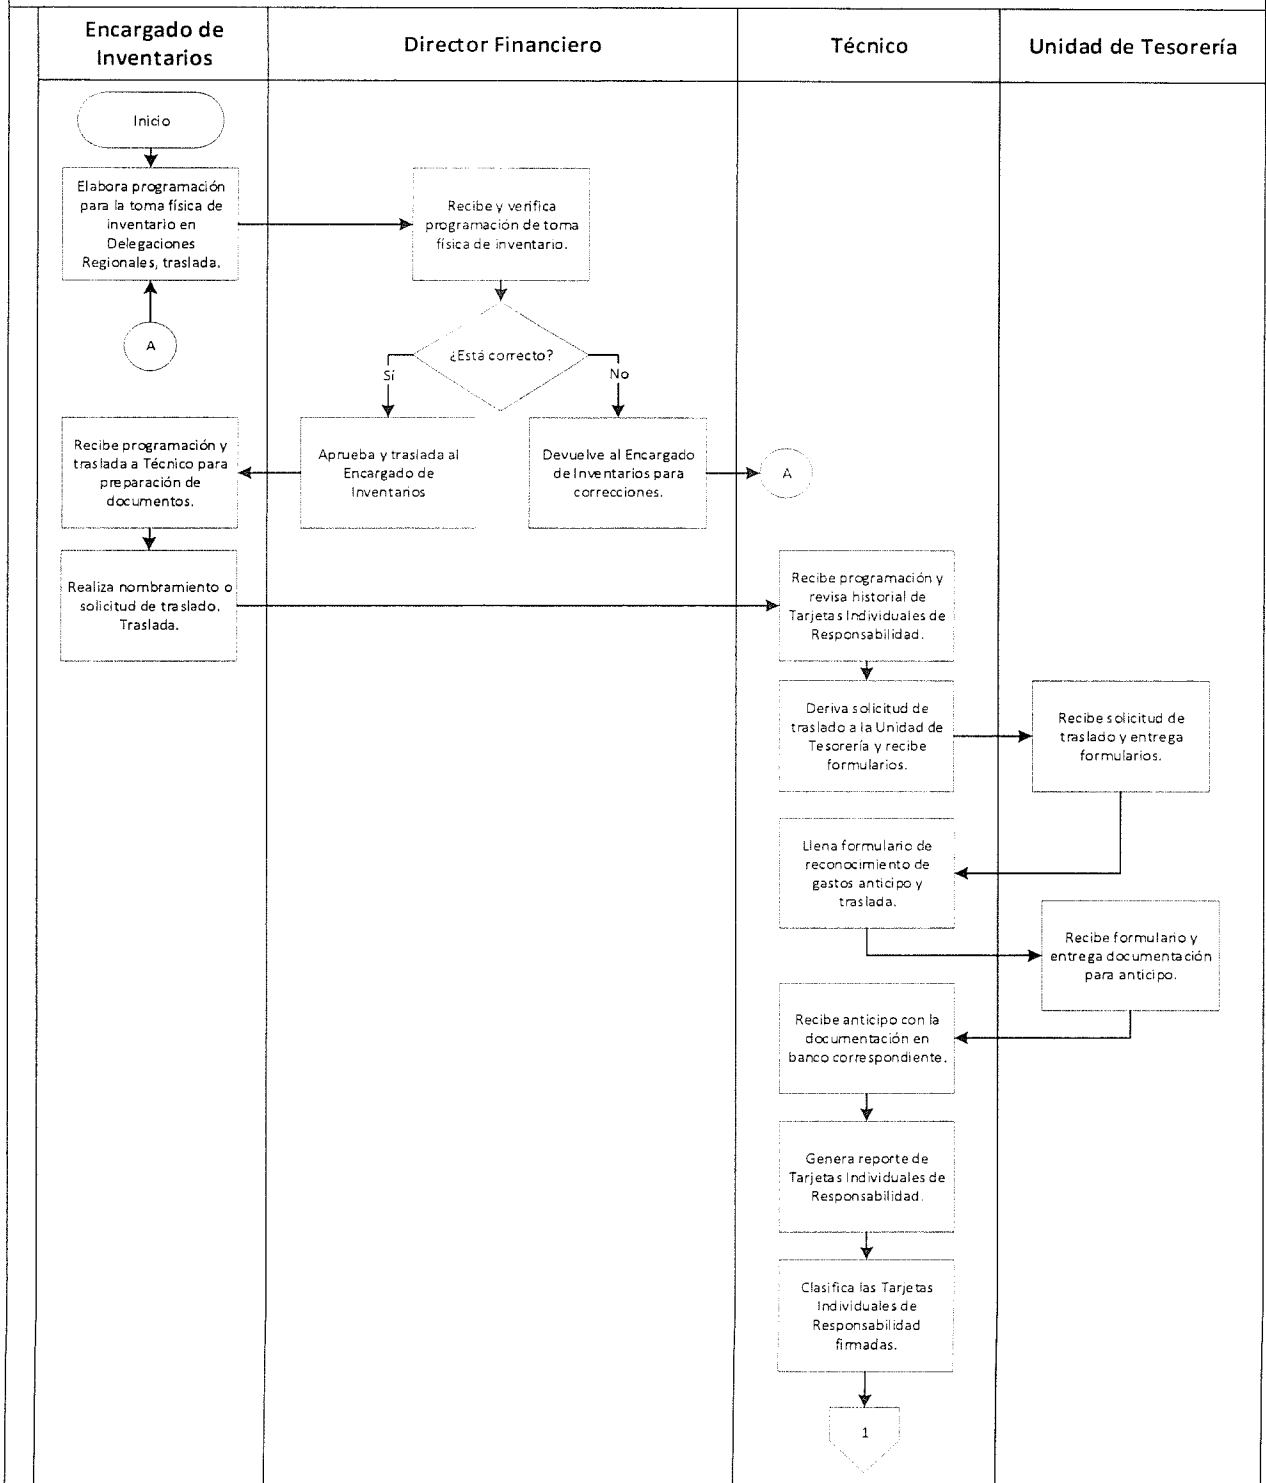 Encargado de
Inventarios
Director Financiero
Técnico
Unidad de Tesorería
Inicio
Elabora programación
para la toma física de
inventario en
Delegaciones
Regionales, traslada.
Recibe y verifica
programación de toma
física de inventario.
A
¿Está correcto?
Sí
No
Recibe programación y
traslada a Técnico para
preparación de
documentos.
Aprueba y traslada al
Encargado de
Inventarios
Devuelve al Encargado
de Inventarios para
correcciones.
A
Realiza nombramiento o
solicitud de traslado.
Traslada.
Recibe programación y
revisa historial de
Tarjetas Individuales de
Responsabilidad.
Deriva solicitud de
traslado a la Unidad de
Tesorería y recibe
formularios.
Recibe solicitud de
traslado y entrega
formularios.
Llena formulario de
reconocimiento de
gastos anticipo y
traslada.
Recibe formulario y
entrega documentación
para anticipo.
Recibe anticipo con la
documentación en
banco correspondiente.
Genera reporte de
Tarjetas Individuales de
Responsabilidad.
Clasifica las Tarjetas
Individuales de
Responsabilidad
firmadas.
1